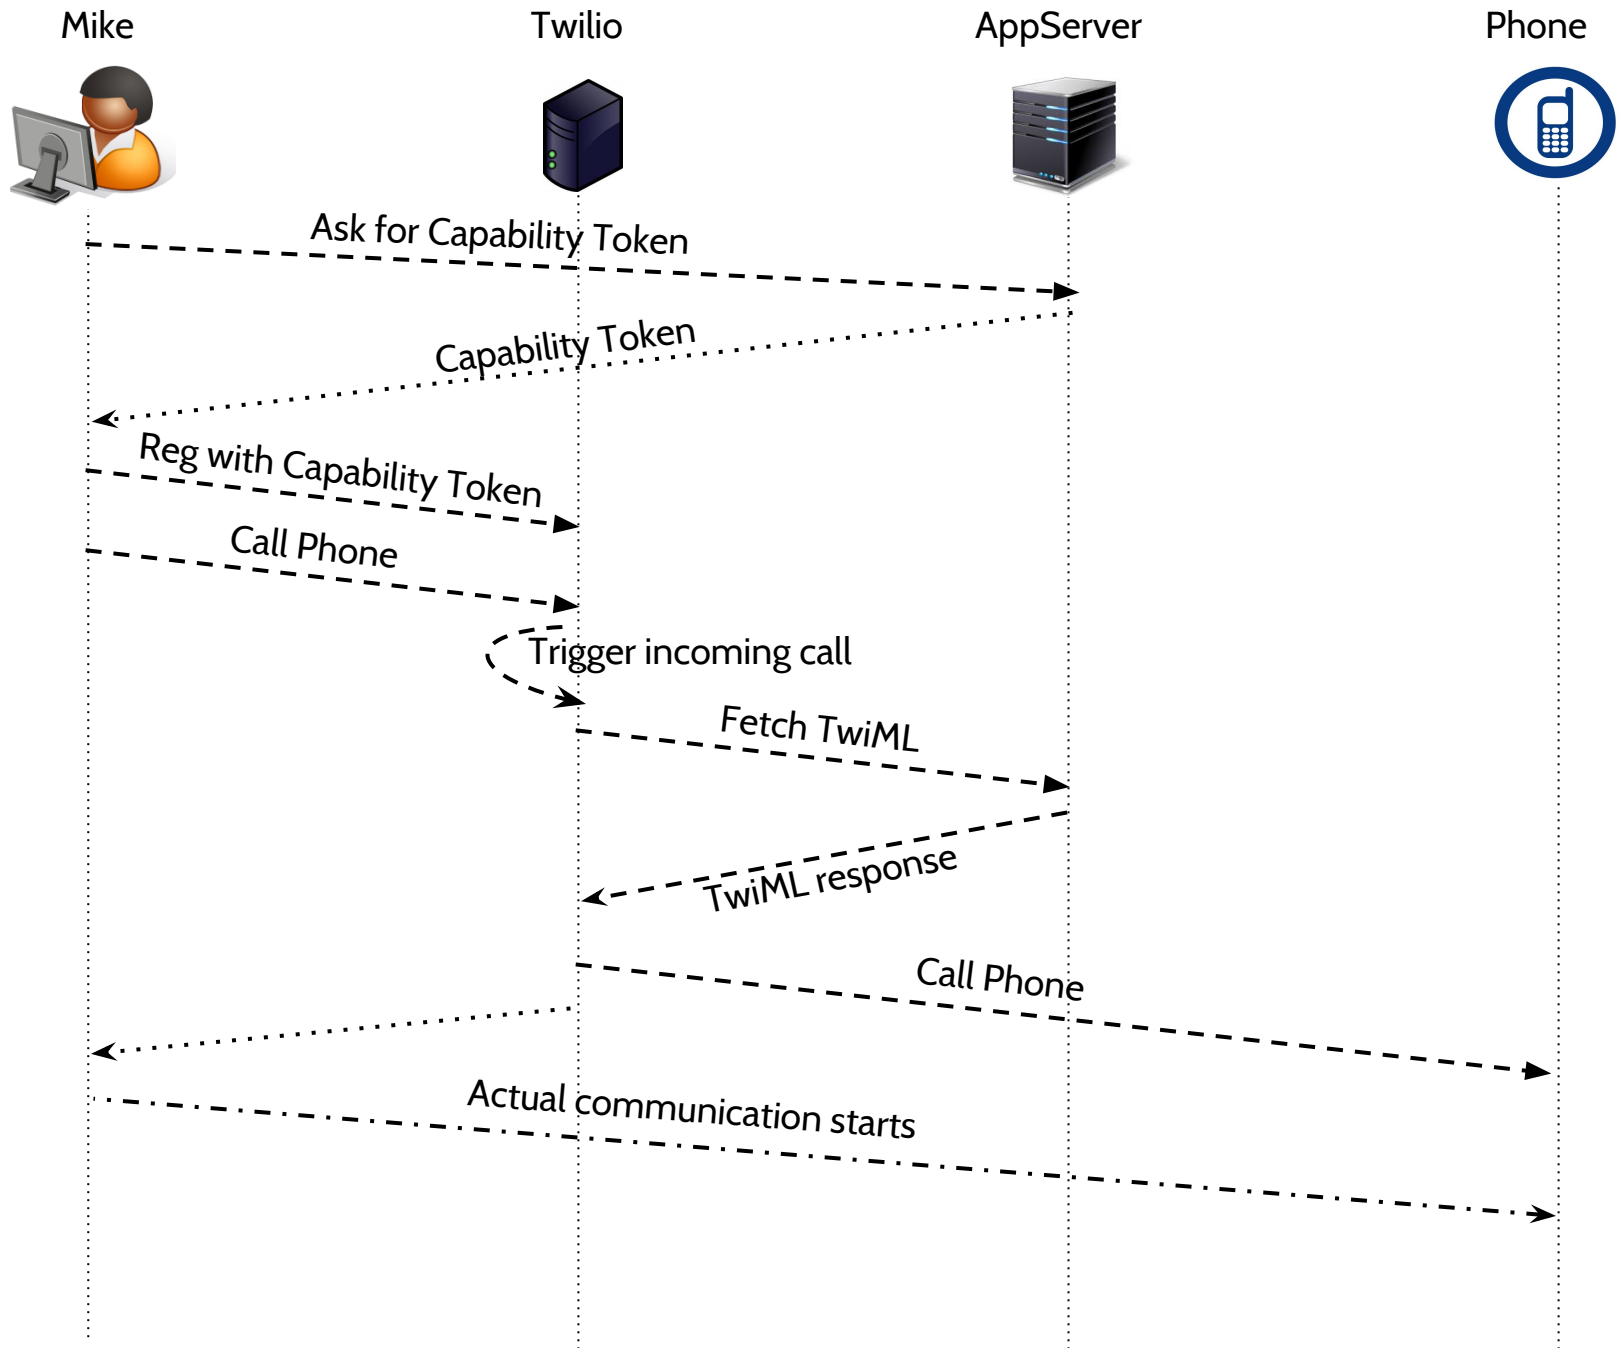 Mike
Twilio
AppServer
Phone
Ask for Capability Token
Capability Token
Reg with Capability Token
Call Phone
Trigger incoming call
Fetch TwiML
TwiML response
Call Phone
Actual communication starts